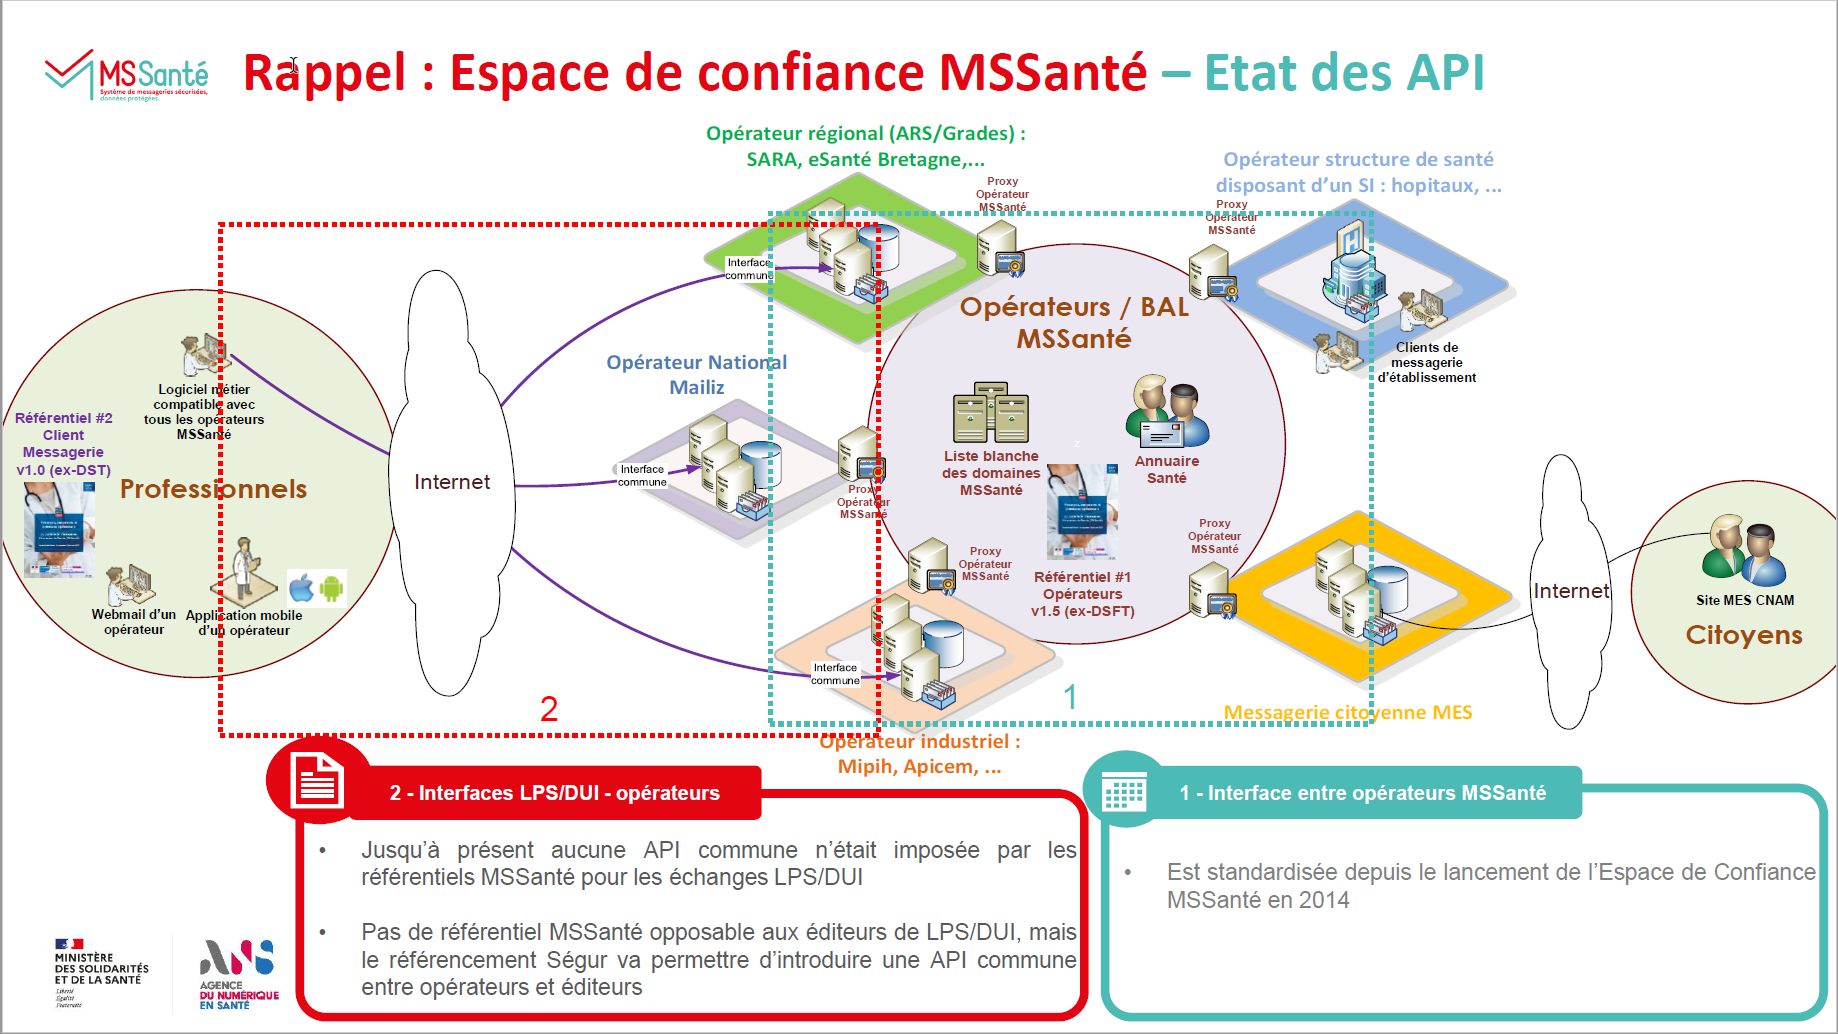 MSSanté
Système de messageries sécurisées,
données protégées.
Rappel : Espace de confiance MSSanté – Etat des API
Opérateur régional (ARS/Grades) :
SARA, eSanté Bretagne,...
Opérateur structure de santé
disposant d’un SI : hopitaux, ...
Proxy
Opérateur
MSSanté
Proxy
Opérateur
MSSanté
Interface
commune
Opérateurs / BAL
MSSanté
Clients de
messagerie
d’établissement
Opérateur National
Mailiz
Logiciel métier
compatible avec
tous les opérateurs
MSSanté
Référentiel #2
Client
Messagerie
v1.0 (ex-DST)
Professionnels
Internet
Interface
commune
Proxy
Opérateur
MSSanté
Liste blanche
des domaines
MSSanté
z
Annuaire
Santé
Proxy
Opérateur
MSSanté
Proxy
Opérateur
MSSanté
Référentiel #1
Opérateurs
v1.5 (ex-DSFT)
Internet
Site MES CNAM
Citoyens
Webmail d’un
opérateur
Application mobile
d’un opérateur
Interface
commune
2
1
Messagerie citoyenne MES
Opérateur industriel :
Mipih, Apicem, ...
2 - Interfaces LPS/DUI - opérateurs
• Jusqu’à présent aucune API commune n’était imposée par les
référentiels MSSanté pour les échanges LPS/DUI
• Pas de référentiel MSSanté opposable aux éditeurs de LPS/DUI, mais
le référencement Ségur va permettre d’introduire une API commune
entre opérateurs et éditeurs
1 - Interface entre opérateurs MSSanté
• Est standardisée depuis le lancement de l’Espace de Confiance
MSSanté en 2014
MINISTÈRE
DES SOLIDARITÉS
ET DE LA SANTÉ
Liberté
Égalité
Fraternité
ANS
AGENCE
DU NUMÉRIQUE
EN SANTÉ